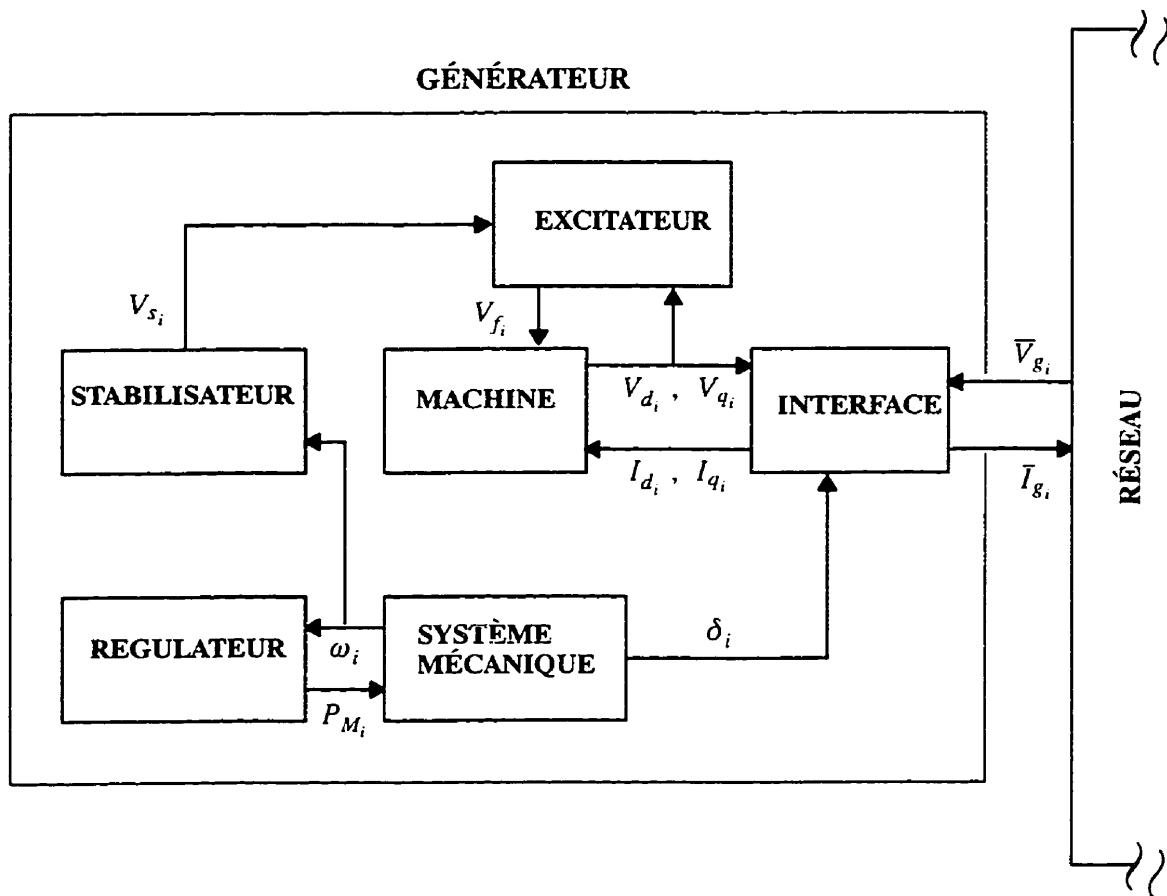 GÉNÉRATEUR
EXCITATEUR
V_{s_i}
V_{f_i}
\overline{V}_{g_i}
STABILISATEUR
MACHINE
V_{d_i} , V_{q_i}
INTERFACE
I_{d_i} , I_{q_i}
\overline{I}_{g_i}
RÉSEAU
REGULATEUR
ω_i
SYSTÈME
MÉCANIQUE
δ_i
P_{M_i}